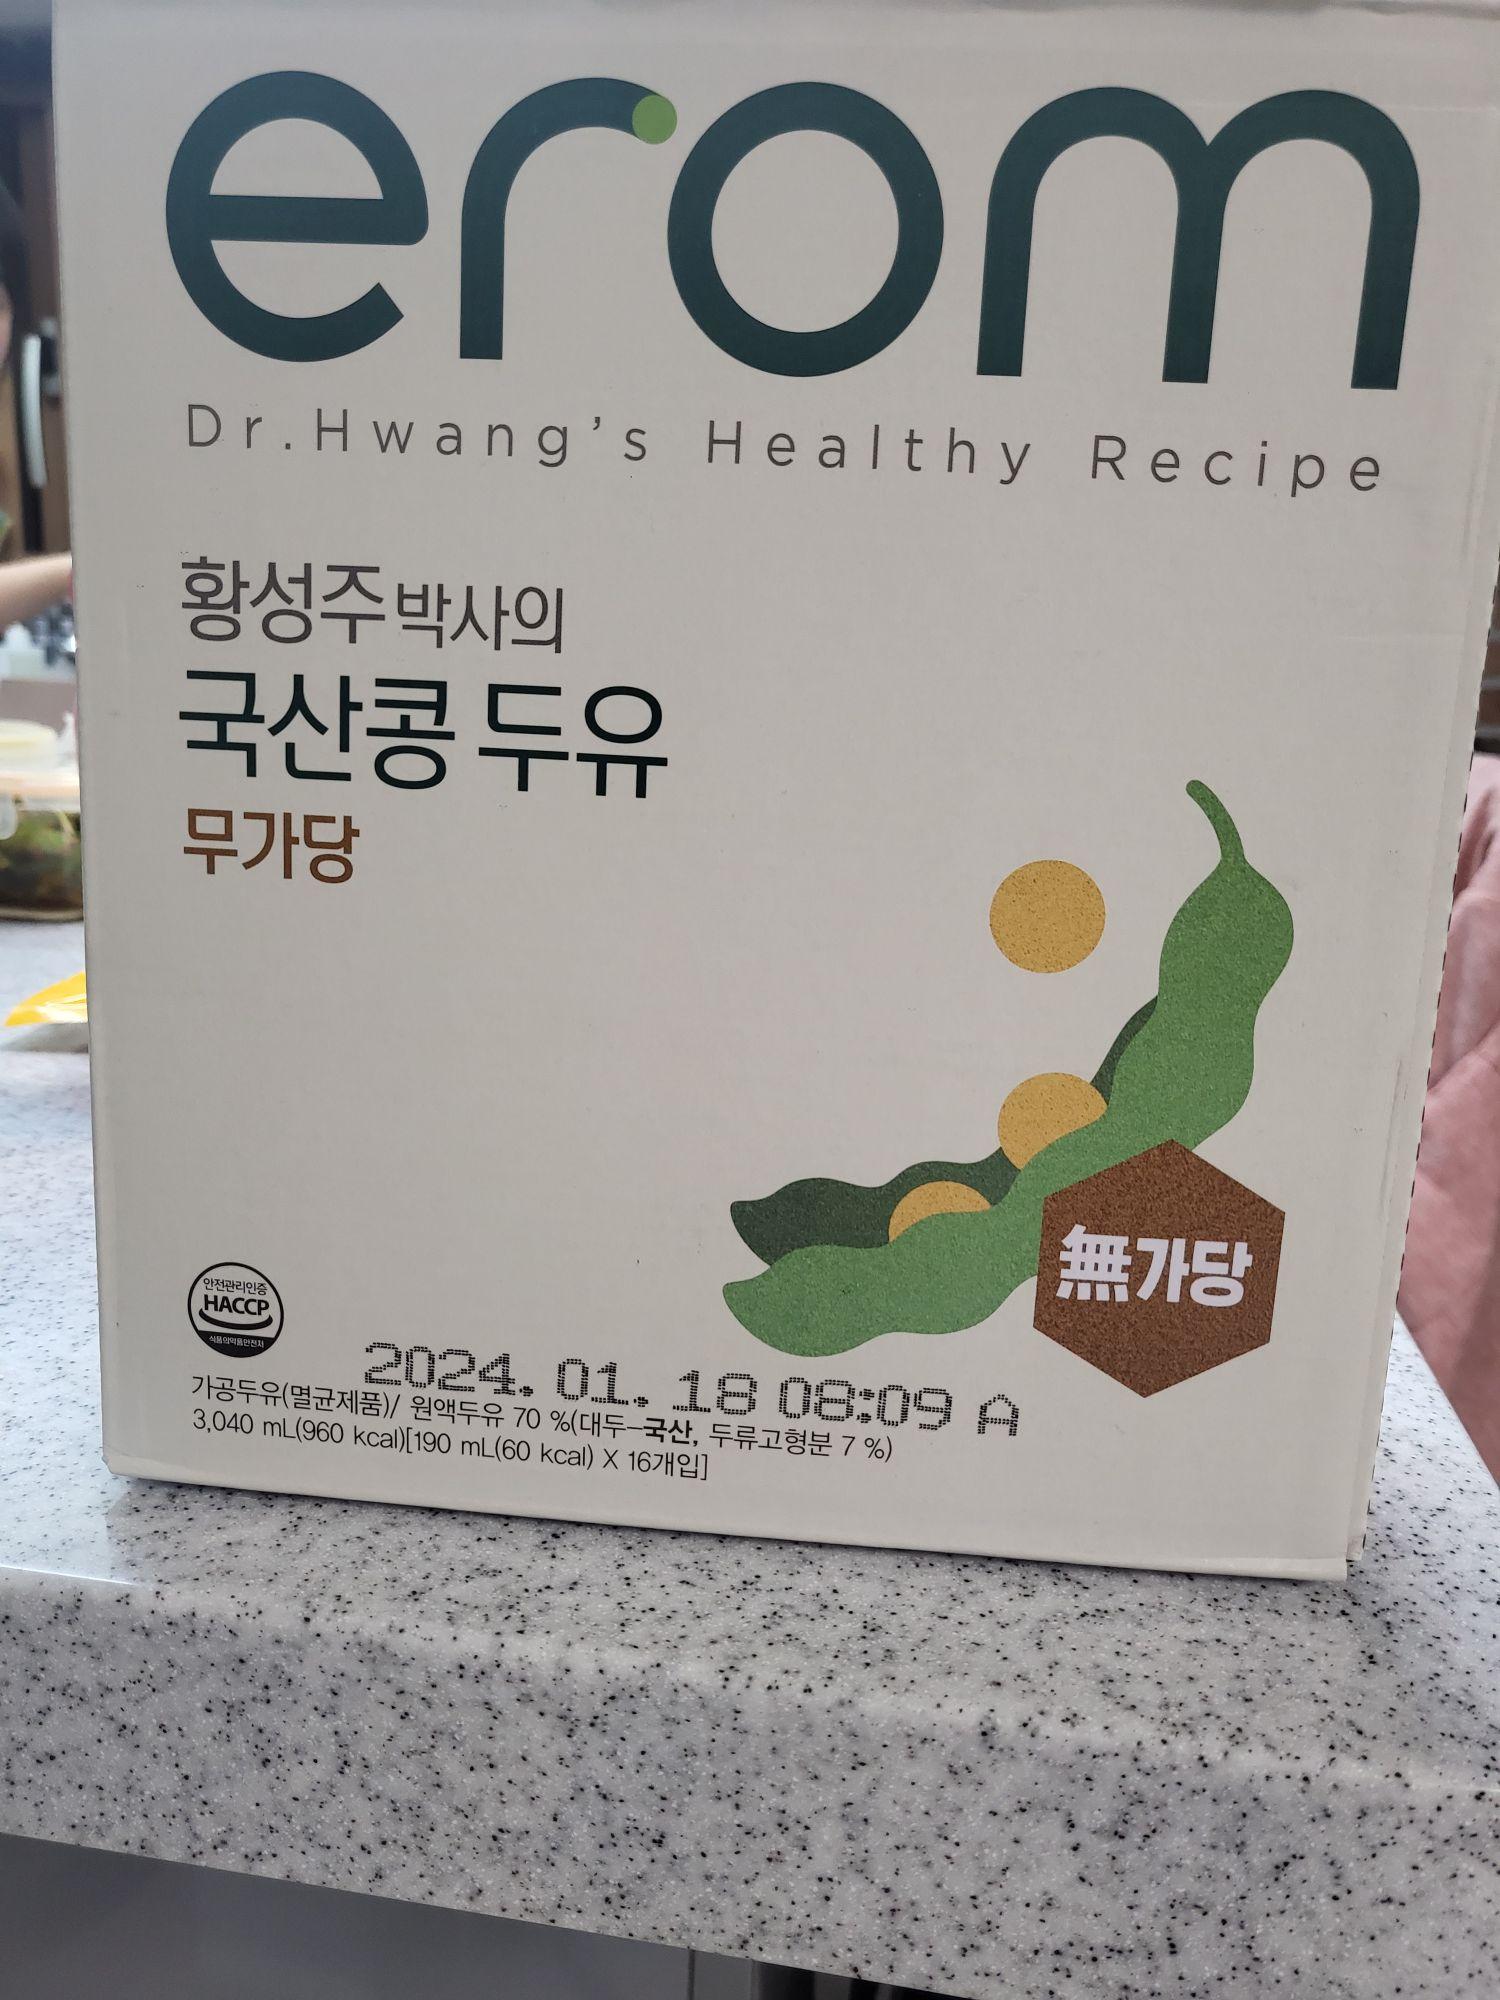 erom
Dr.Hwang's Healthy Recipe
황성주 박사의
국산콩 두유
무가당
無가당
안전관리인증
HACCP
식품의약품안전처
2024. 01. 18 08:09 A
가공두유(멸균제품)/ 원액두유 70 %(대두–국산, 두류고형분 7 %)
3,040 mL(960 kcal)[190 mL(60 kcal) X 16개입]